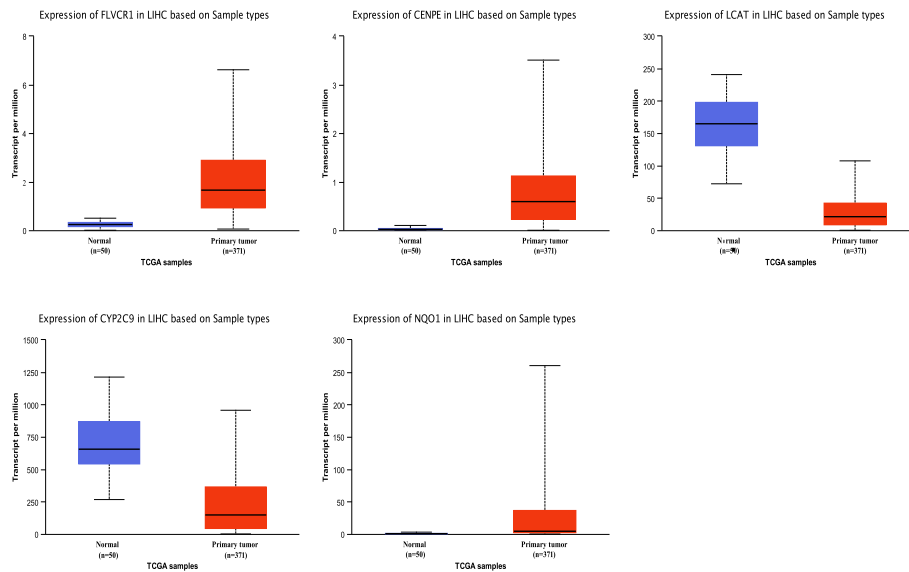 Expression of FLVCR1 in LIHC based on Sample types
8
6
4
2
0
Transcript per million
Normal
(n=50)
Primary tumor
(n=371)
TCGA samples
Expression of CENPE in LIHC based on Sample types
4
3
2
1
0
Transcript per million
Normal
(n=50)
Primary tumor
(n=371)
TCGA samples
Expression of LCAT in LIHC based on Sample types
300
250
200
150
100
50
0
Transcript per million
Normal
(n=50)
Primary tumor
(n=371)
TCGA samples
Expression of CYP2C9 in LIHC based on Sample types
1500
1250
1000
750
500
250
0
Transcript per million
Normal
(n=50)
Primary tumor
(n=371)
TCGA samples
Expression of NQO1 in LIHC based on Sample types
300
250
200
150
100
50
0
Transcript per million
Normal
(n=50)
Primary tumor
(n=371)
TCGA samples